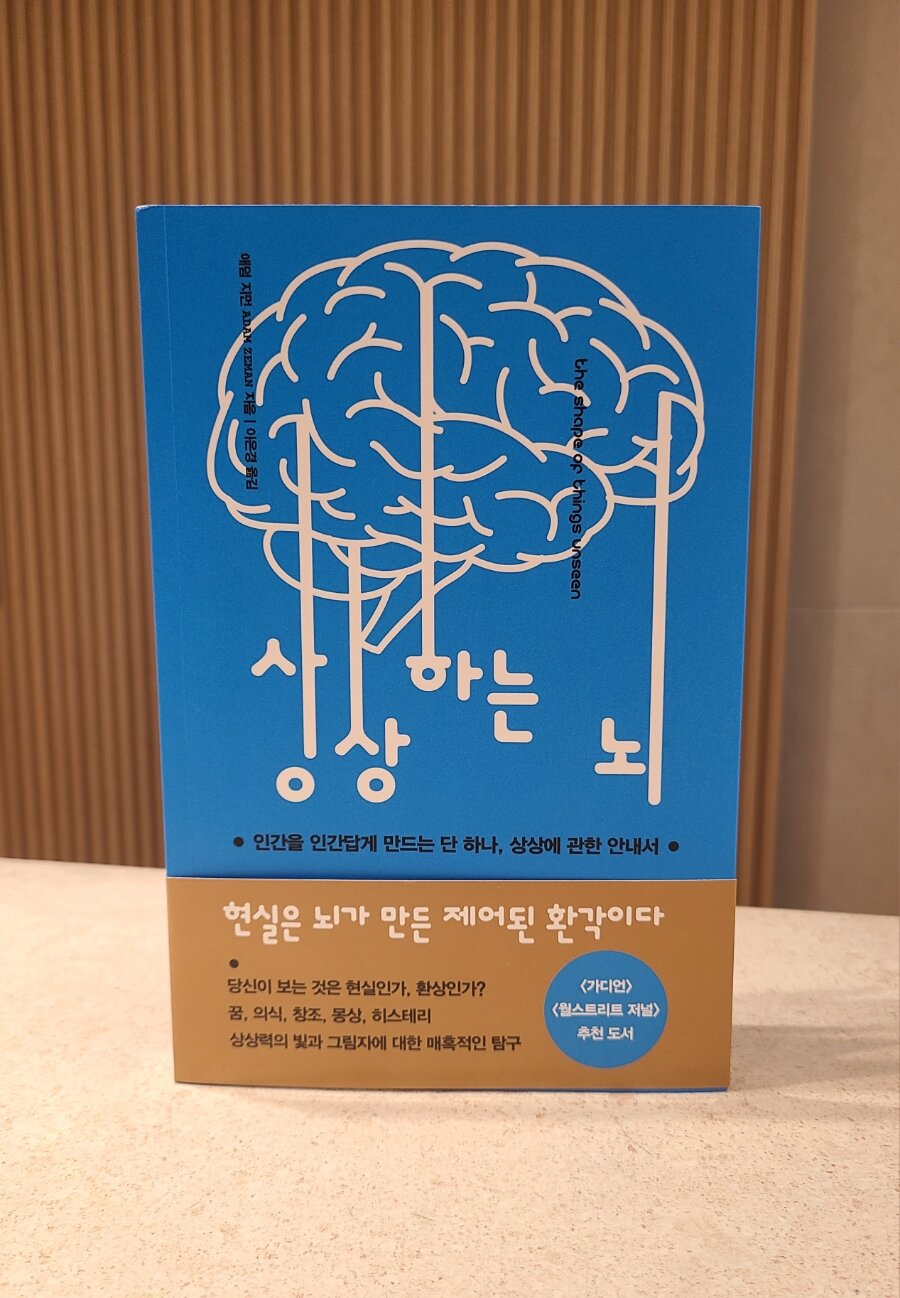 애덤 지먼 ADAM ZEMAN 지음 | 이은경 옮김
the shape of things unseen
상상하는 뇌
• 인간을 인간답게 만드는 단 하나, 상상에 관한 안내서 •
현실은 뇌가 만든 제어된 환각이다
•
당신이 보는 것은 현실인가, 환상인가?
꿈, 의식, 창조, 몽상, 히스테리
상상력의 빛과 그림자에 대한 매혹적인 탐구
〈가디언〉
〈월스트리트 저널〉
추천 도서